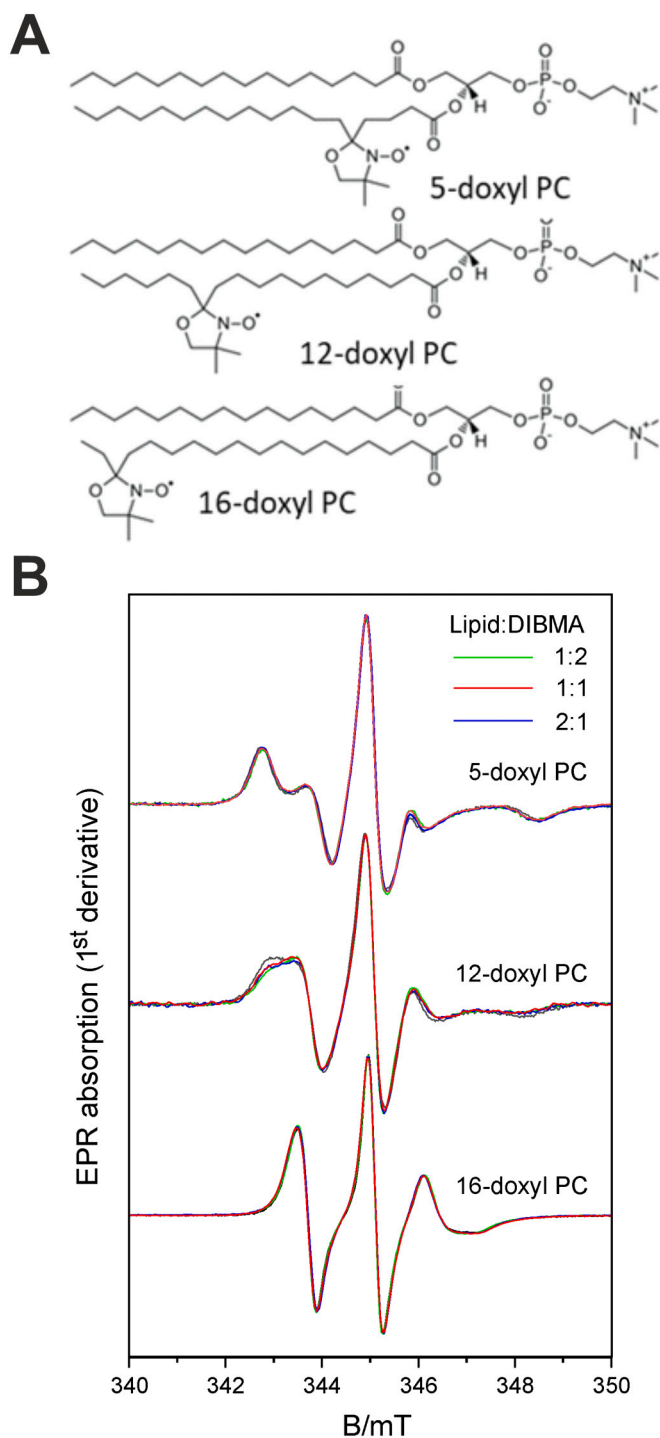 A
O
O
O
P
O
O
O⁻
N⁺
O
H
O
O
N–O•
5-doxyl PC
O
O
O
P
O
O⁻
N⁺
O
H
O
O
N–O•
12-doxyl PC
O
O
O
P
O
O⁻
N⁺
O
H
O
O
N–O•
16-doxyl PC
B
Lipid:DIBMA
1:2
1:1
2:1
5-doxyl PC
12-doxyl PC
16-doxyl PC
EPR absorption (1st derivative)
340 342 344 346 348 350
B/mT